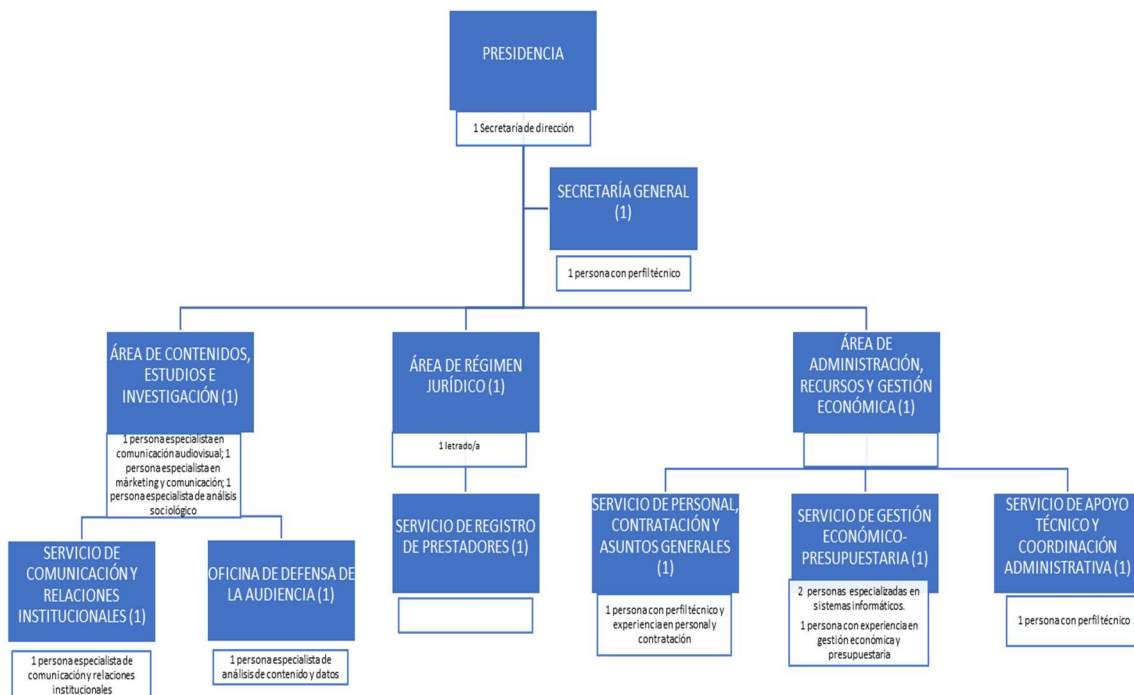 PRESIDENCIA
1 Secretaría de dirección
SECRETARÍA GENERAL
(1)
1 persona con perfil técnico
ÁREA DE CONTENIDOS,
ESTUDIOS E
INVESTIGACIÓN (1)
1 persona especialista en
comunicación audiovisual; 1
persona especialista en
márketing y comunicación; 1
persona especialista de análisis
sociológico
SERVICIO DE
COMUNICACIÓN Y
RELACIONES
INSTITUCIONALES (1)
1 persona especialista de
comunicación y relaciones
institucionales
OFICINA DE DEFENSA DE
LA AUDIENCIA (1)
1 persona especialista de
análisis de contenido y datos
ÁREA DE RÉGIMEN
JURÍDICO (1)
1 letrado/a
SERVICIO DE REGISTRO
DE PRESTADORES (1)
ÁREA DE
ADMINISTRACIÓN,
RECURSOS Y GESTIÓN
ECONÓMICA (1)
SERVICIO DE PERSONAL,
CONTRATACIÓN Y
ASUNTOS GENERALES
(1)
1 persona con perfil técnico y
experiencia en personal y
contratación
SERVICIO DE GESTIÓN
ECONÓMICO-
PRESUPUESTARIA (1)
2 personas especializadas en
sistemas informáticos.
1 persona con experiencia en
gestión económica y
presupuestaria
SERVICIO DE APOYO
TÉCNICO Y
COORDINACIÓN
ADMINISTRATIVA (1)
1 persona con perfil técnico